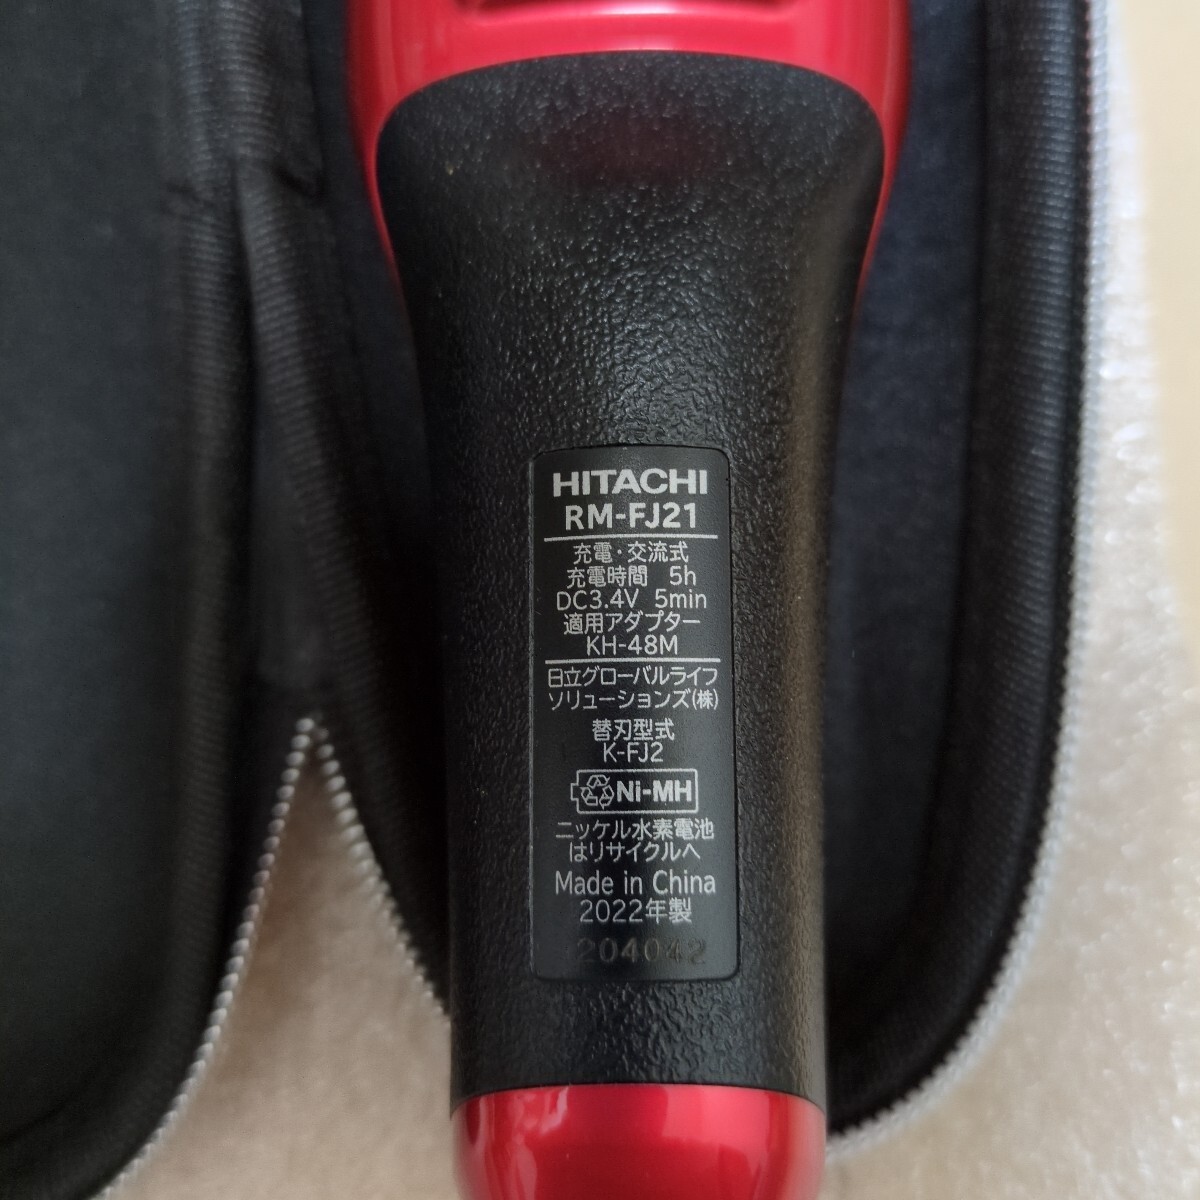 HITACHI
RM-FJ21
充電・交流式
充電時間 5h
DC3.4V 5min
適用アダプター
KH-48M
日立グローバルライフ
ソリューションズ(株)
替刃型式
K-FJ2
Ni-MH
ニッケル水素電池
はリサイクルへ
Made in China
2022年製
204042